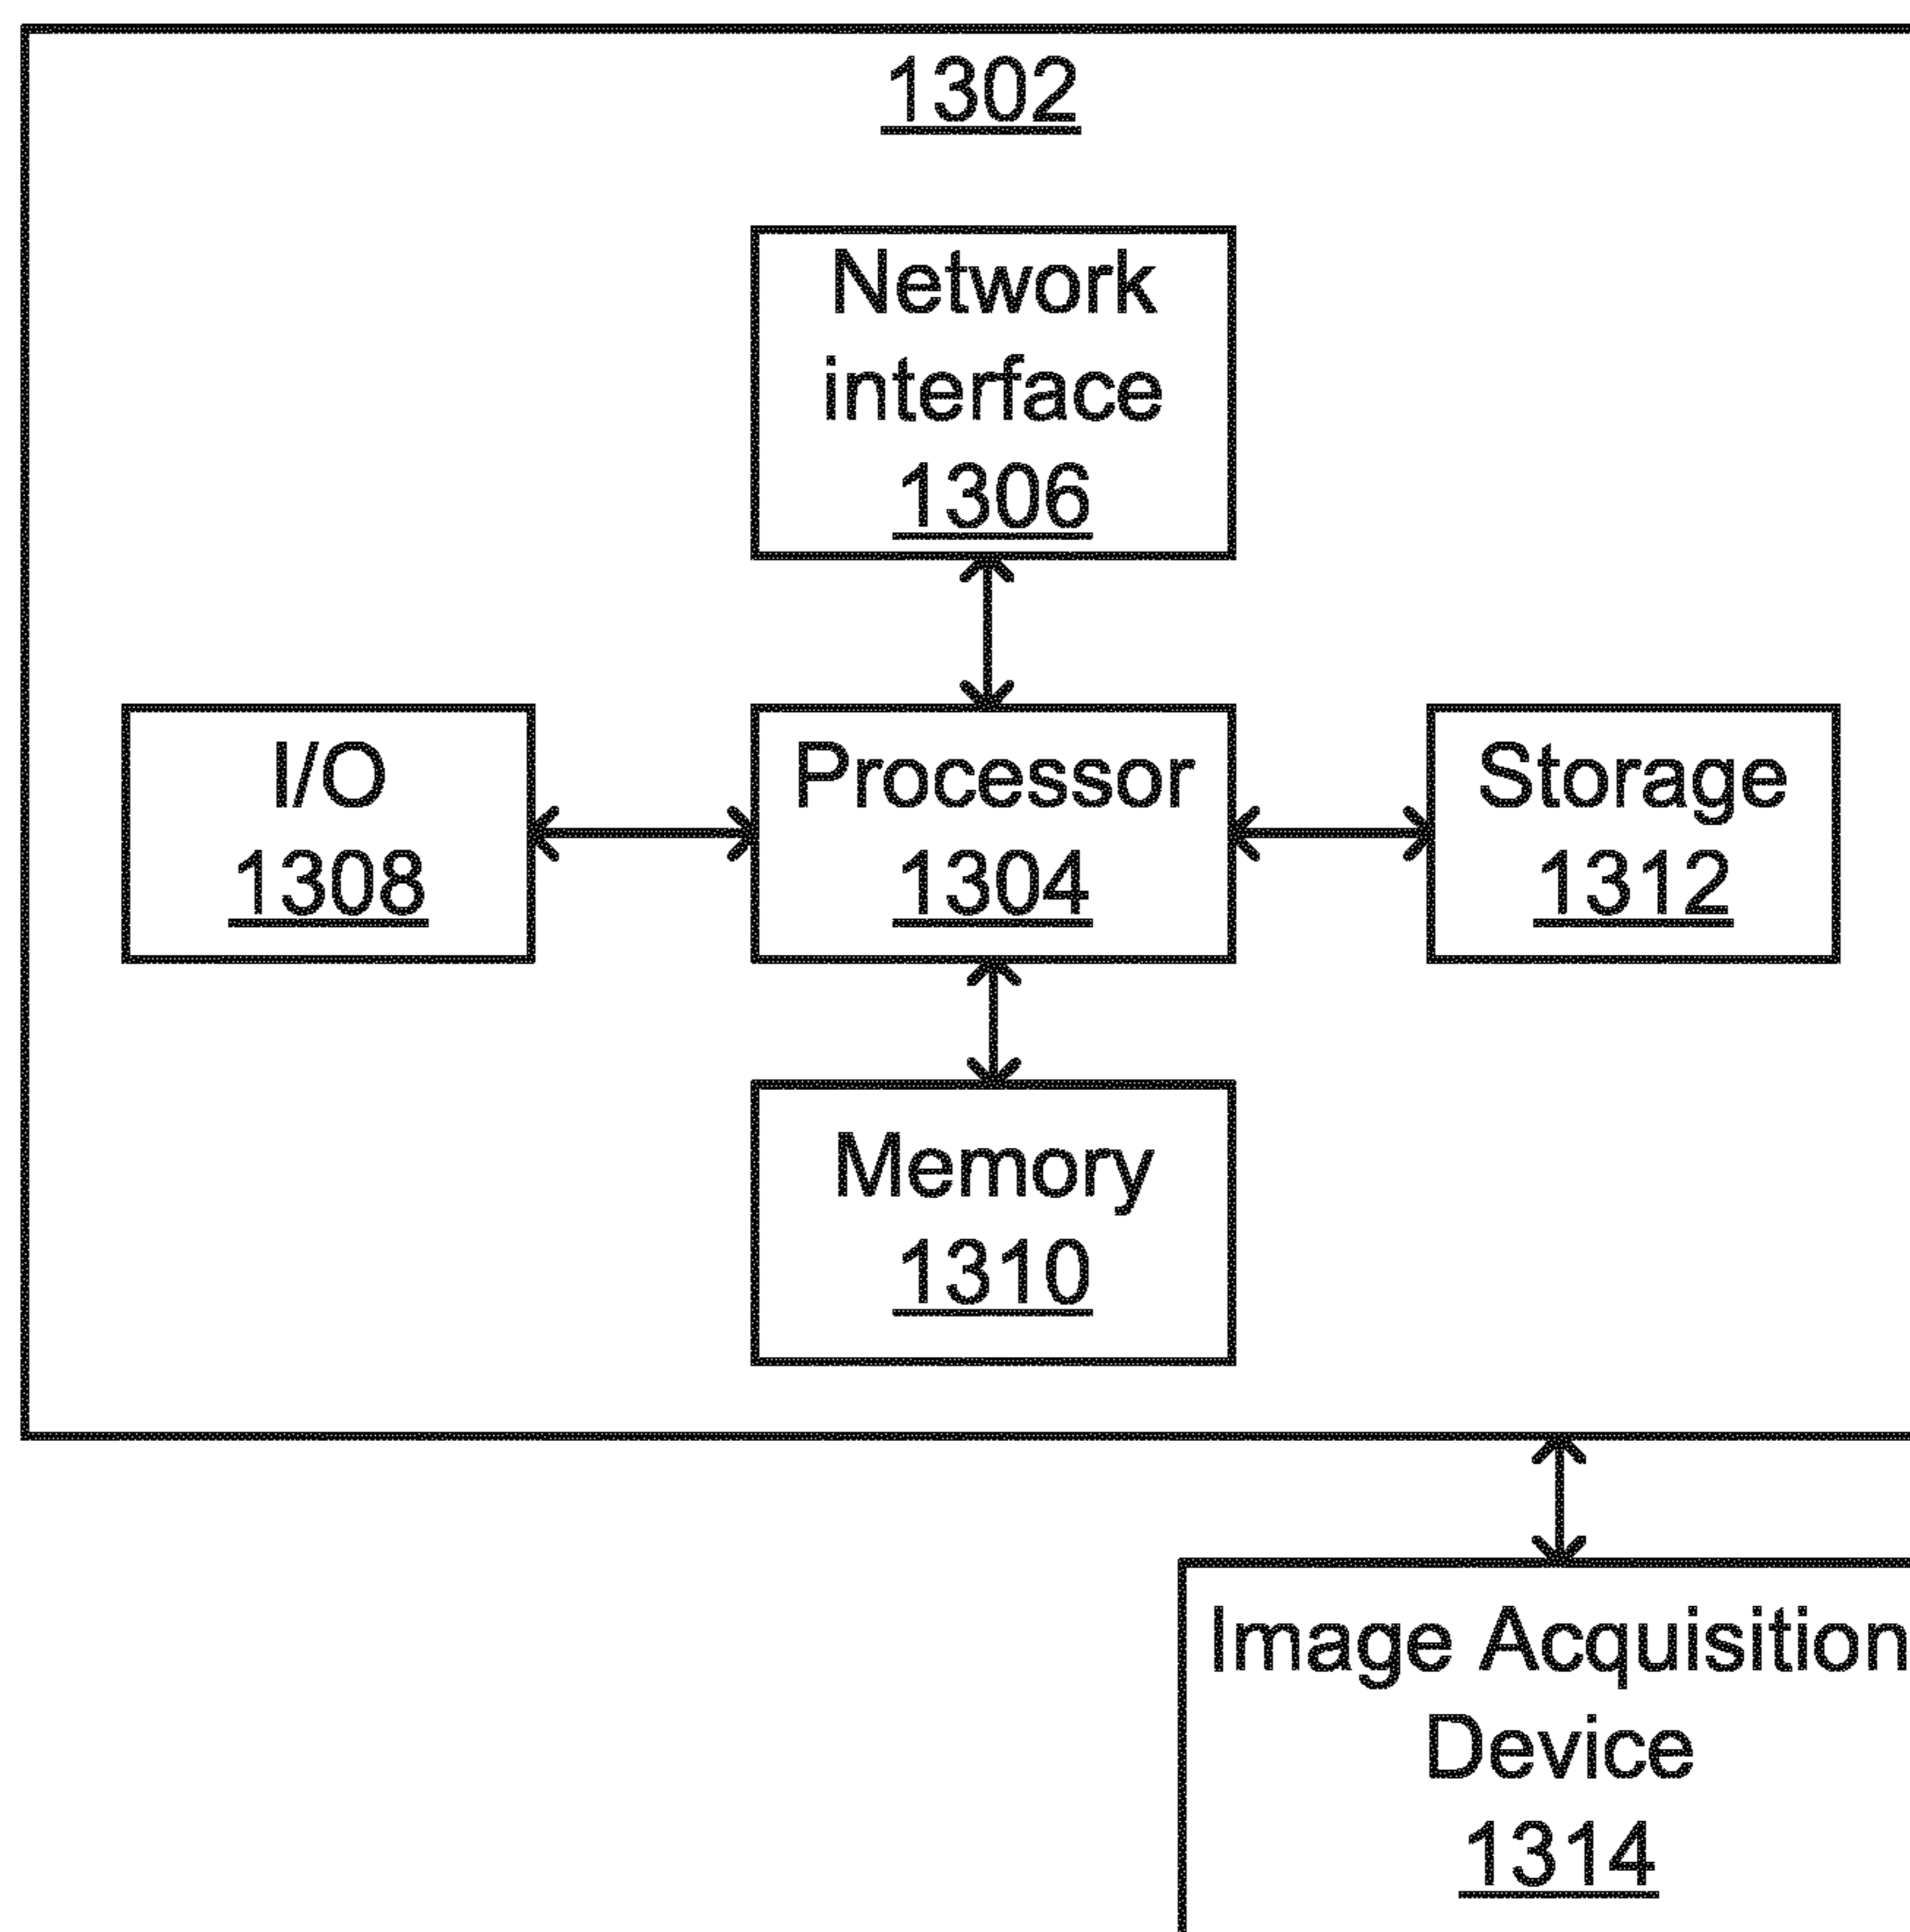 1302
Network
interface
1306
I/O
1308
Processor
1304
Storage
1312
Memory
1310
Image Acquisition
Device
1314